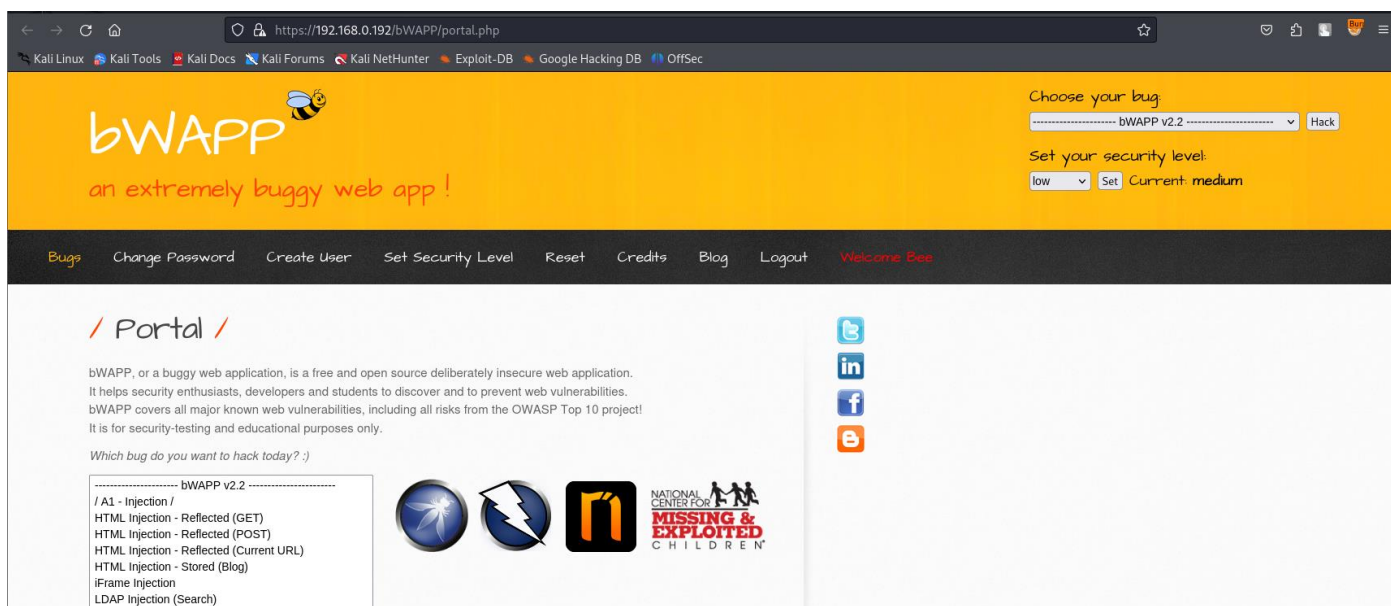 https://192.168.0.192/bWAPP/portal.php
Kali Linux Kali Tools Kali Docs Kali Forums Kali NetHunter Exploit-DB Google Hacking DB OffSec
bWAPP
an extremely buggy web app !
Choose your bug:
---------------------- bWAPP v2.2 ----------------------- Hack
Set your security level:
low Set Current: medium
Bugs Change Password Create User Set Security Level Reset Credits Blog Logout Welcome Bee
/ Portal /
bWAPP, or a buggy web application, is a free and open source deliberately insecure web application.
It helps security enthusiasts, developers and students to discover and to prevent web vulnerabilities.
bWAPP covers all major known web vulnerabilities, including all risks from the OWASP Top 10 project!
It is for security-testing and educational purposes only.
Which bug do you want to hack today? :)
---------------------- bWAPP v2.2 -----------------------
/ A1 - Injection /
HTML Injection - Reflected (GET)
HTML Injection - Reflected (POST)
HTML Injection - Reflected (Current URL)
HTML Injection - Stored (Blog)
iFrame Injection
LDAP Injection (Search)
NATIONAL
CENTER FOR
MISSING &
EXPLOITED
CHILDREN
in
f